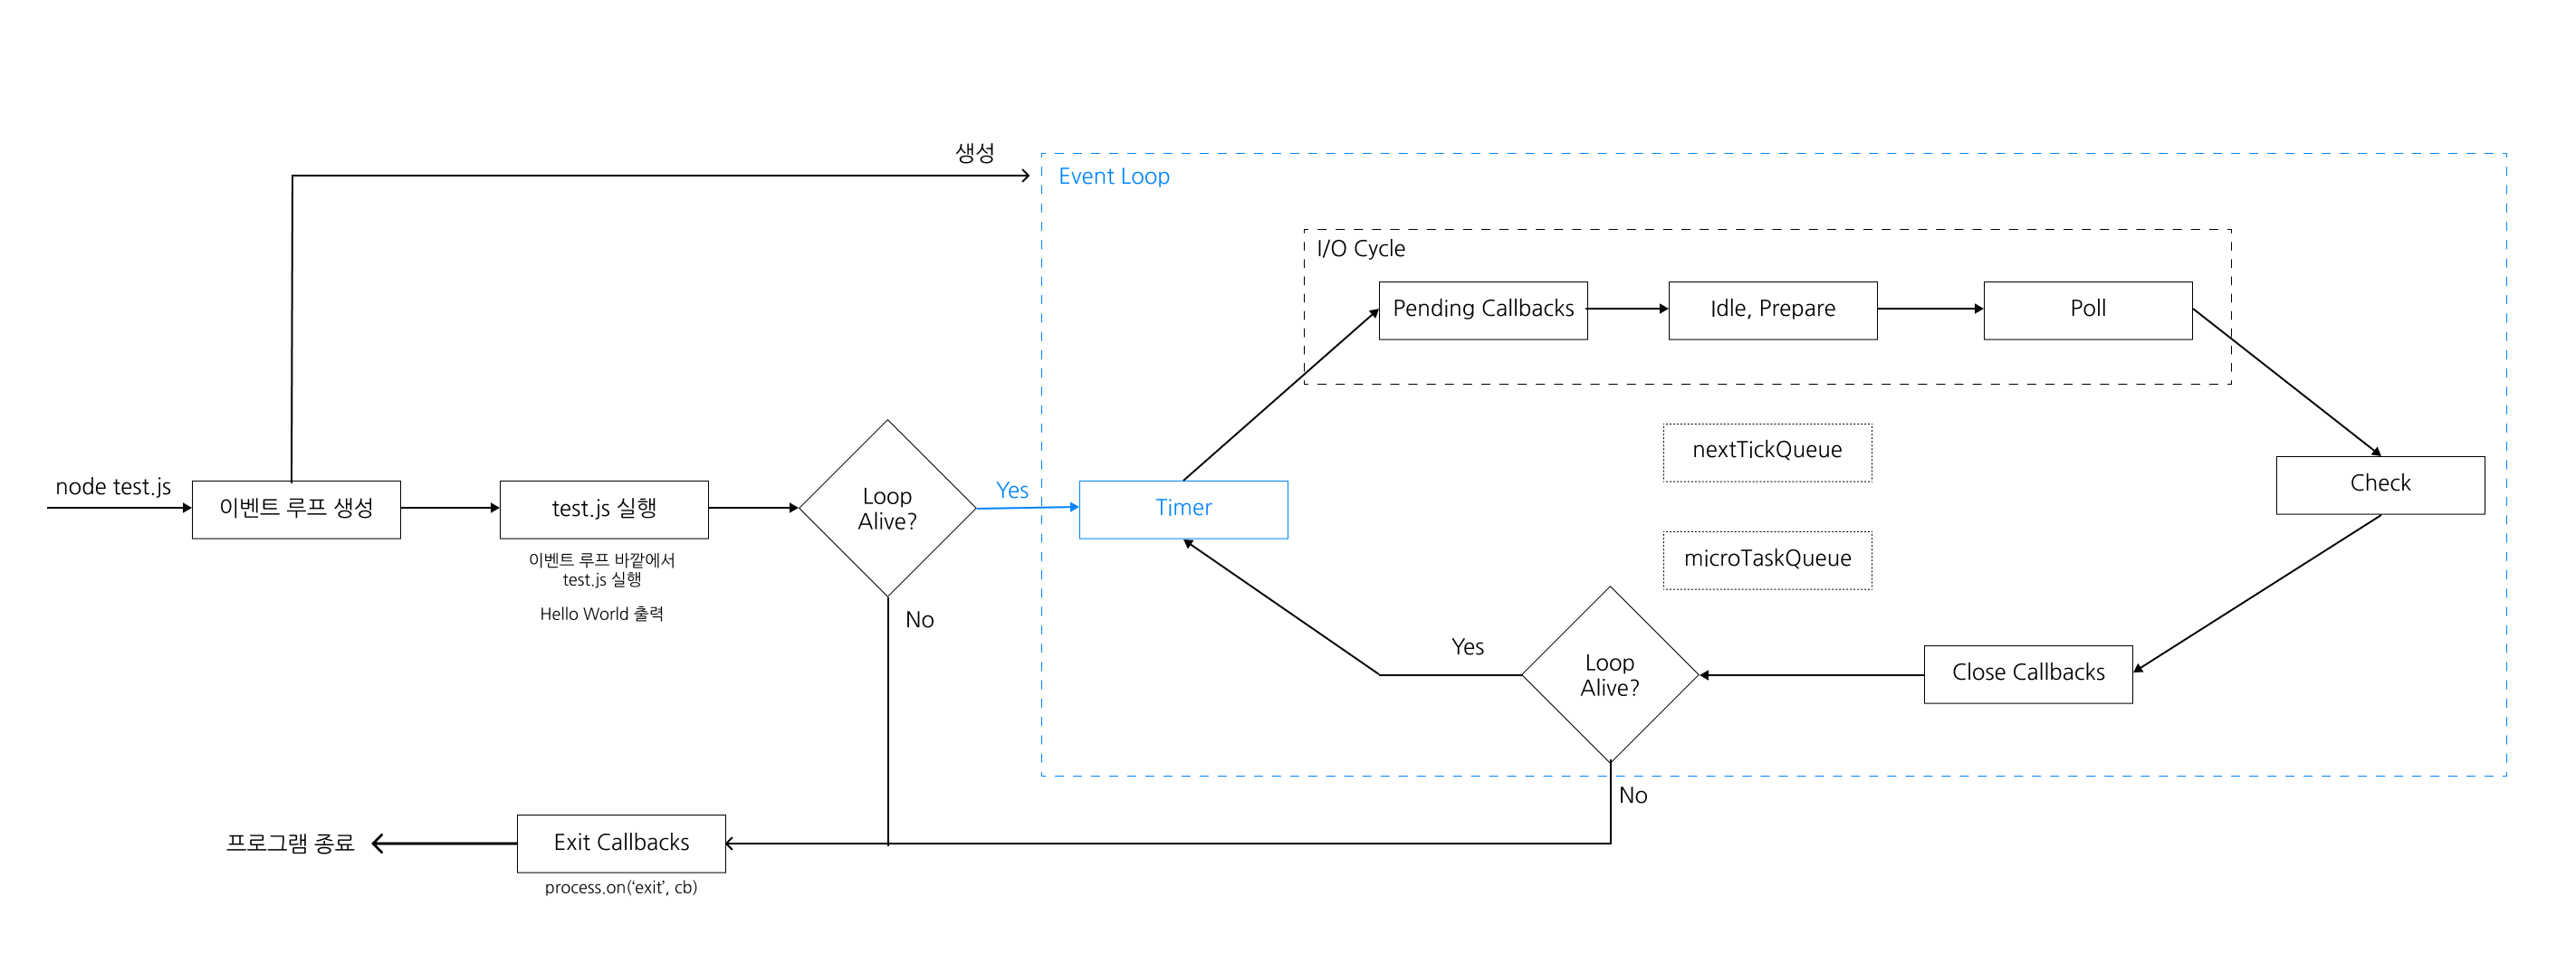 생성
Event Loop
I/O Cycle
Pending Callbacks
Idle, Prepare
Poll
nextTickQueue
node test.js
이벤트 루프 생성
test.js 실행
Loop
Alive?
Yes
Timer
Check
이벤트 루프 바깥에서
test.js 실행
Hello World 출력
microTaskQueue
No
Yes
Loop
Alive?
Close Callbacks
No
프로그램 종료
Exit Callbacks
process.on(‘exit’, cb)